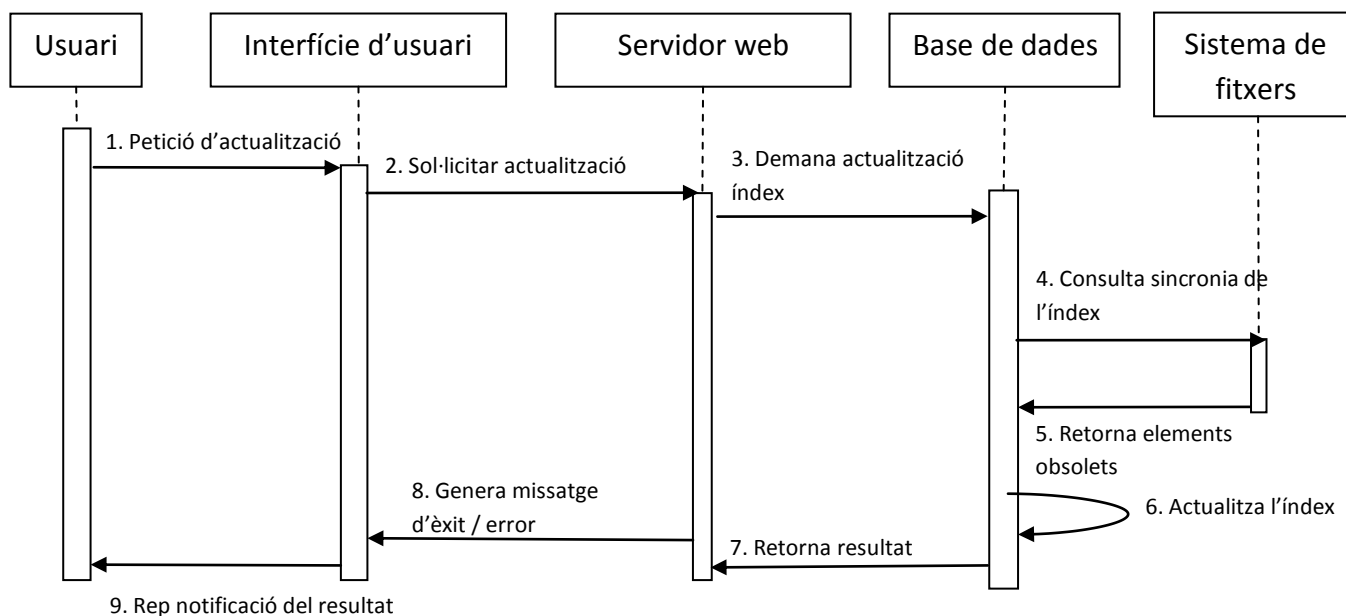 Usuari
Interfície d’usuari
Servidor web
Base de dades
Sistema de
fitxers
1. Petició d’actualització
2. Sol·licitar actualització
3. Demana actualització
índex
4. Consulta sincronia de
l’índex
5. Retorna elements
obsolets
6. Actualitza l’índex
7. Retorna resultat
8. Genera missatge
d’èxit / error
9. Rep notificació del resultat